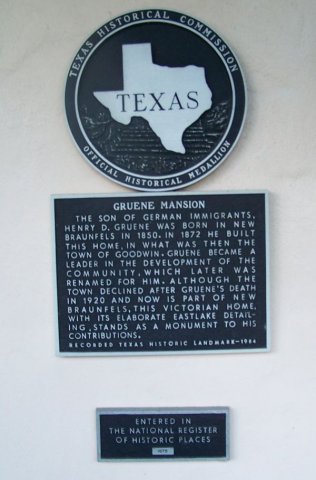 TEXAS HISTORICAL COMMISSION
TEXAS
OFFICIAL HISTORICAL MEDALLION
GRUENE MANSION
THE SON OF GERMAN IMMIGRANTS,
HENRY D. GRUENE WAS BORN IN NEW
BRAUNFELS IN 1850. IN 1872 HE BUILT
THIS HOME, IN WHAT WAS THEN THE
TOWN OF GOODWIN. GRUENE BECAME A
LEADER IN THE DEVELOPMENT OF THE
COMMUNITY, WHICH LATER WAS
RENAMED FOR HIM. ALTHOUGH THE
TOWN DECLINED AFTER GRUENE'S DEATH
IN 1920 AND NOW IS PART OF NEW
BRAUNFELS, THIS VICTORIAN HOME,
WITH ITS ELABORATE EASTLAKE DETAIL-
ING, STANDS AS A MONUMENT TO HIS
CONTRIBUTIONS.
RECORDED TEXAS HISTORIC LANDMARK-1964
ENTERED IN
THE NATIONAL REGISTER
OF HISTORIC PLACES